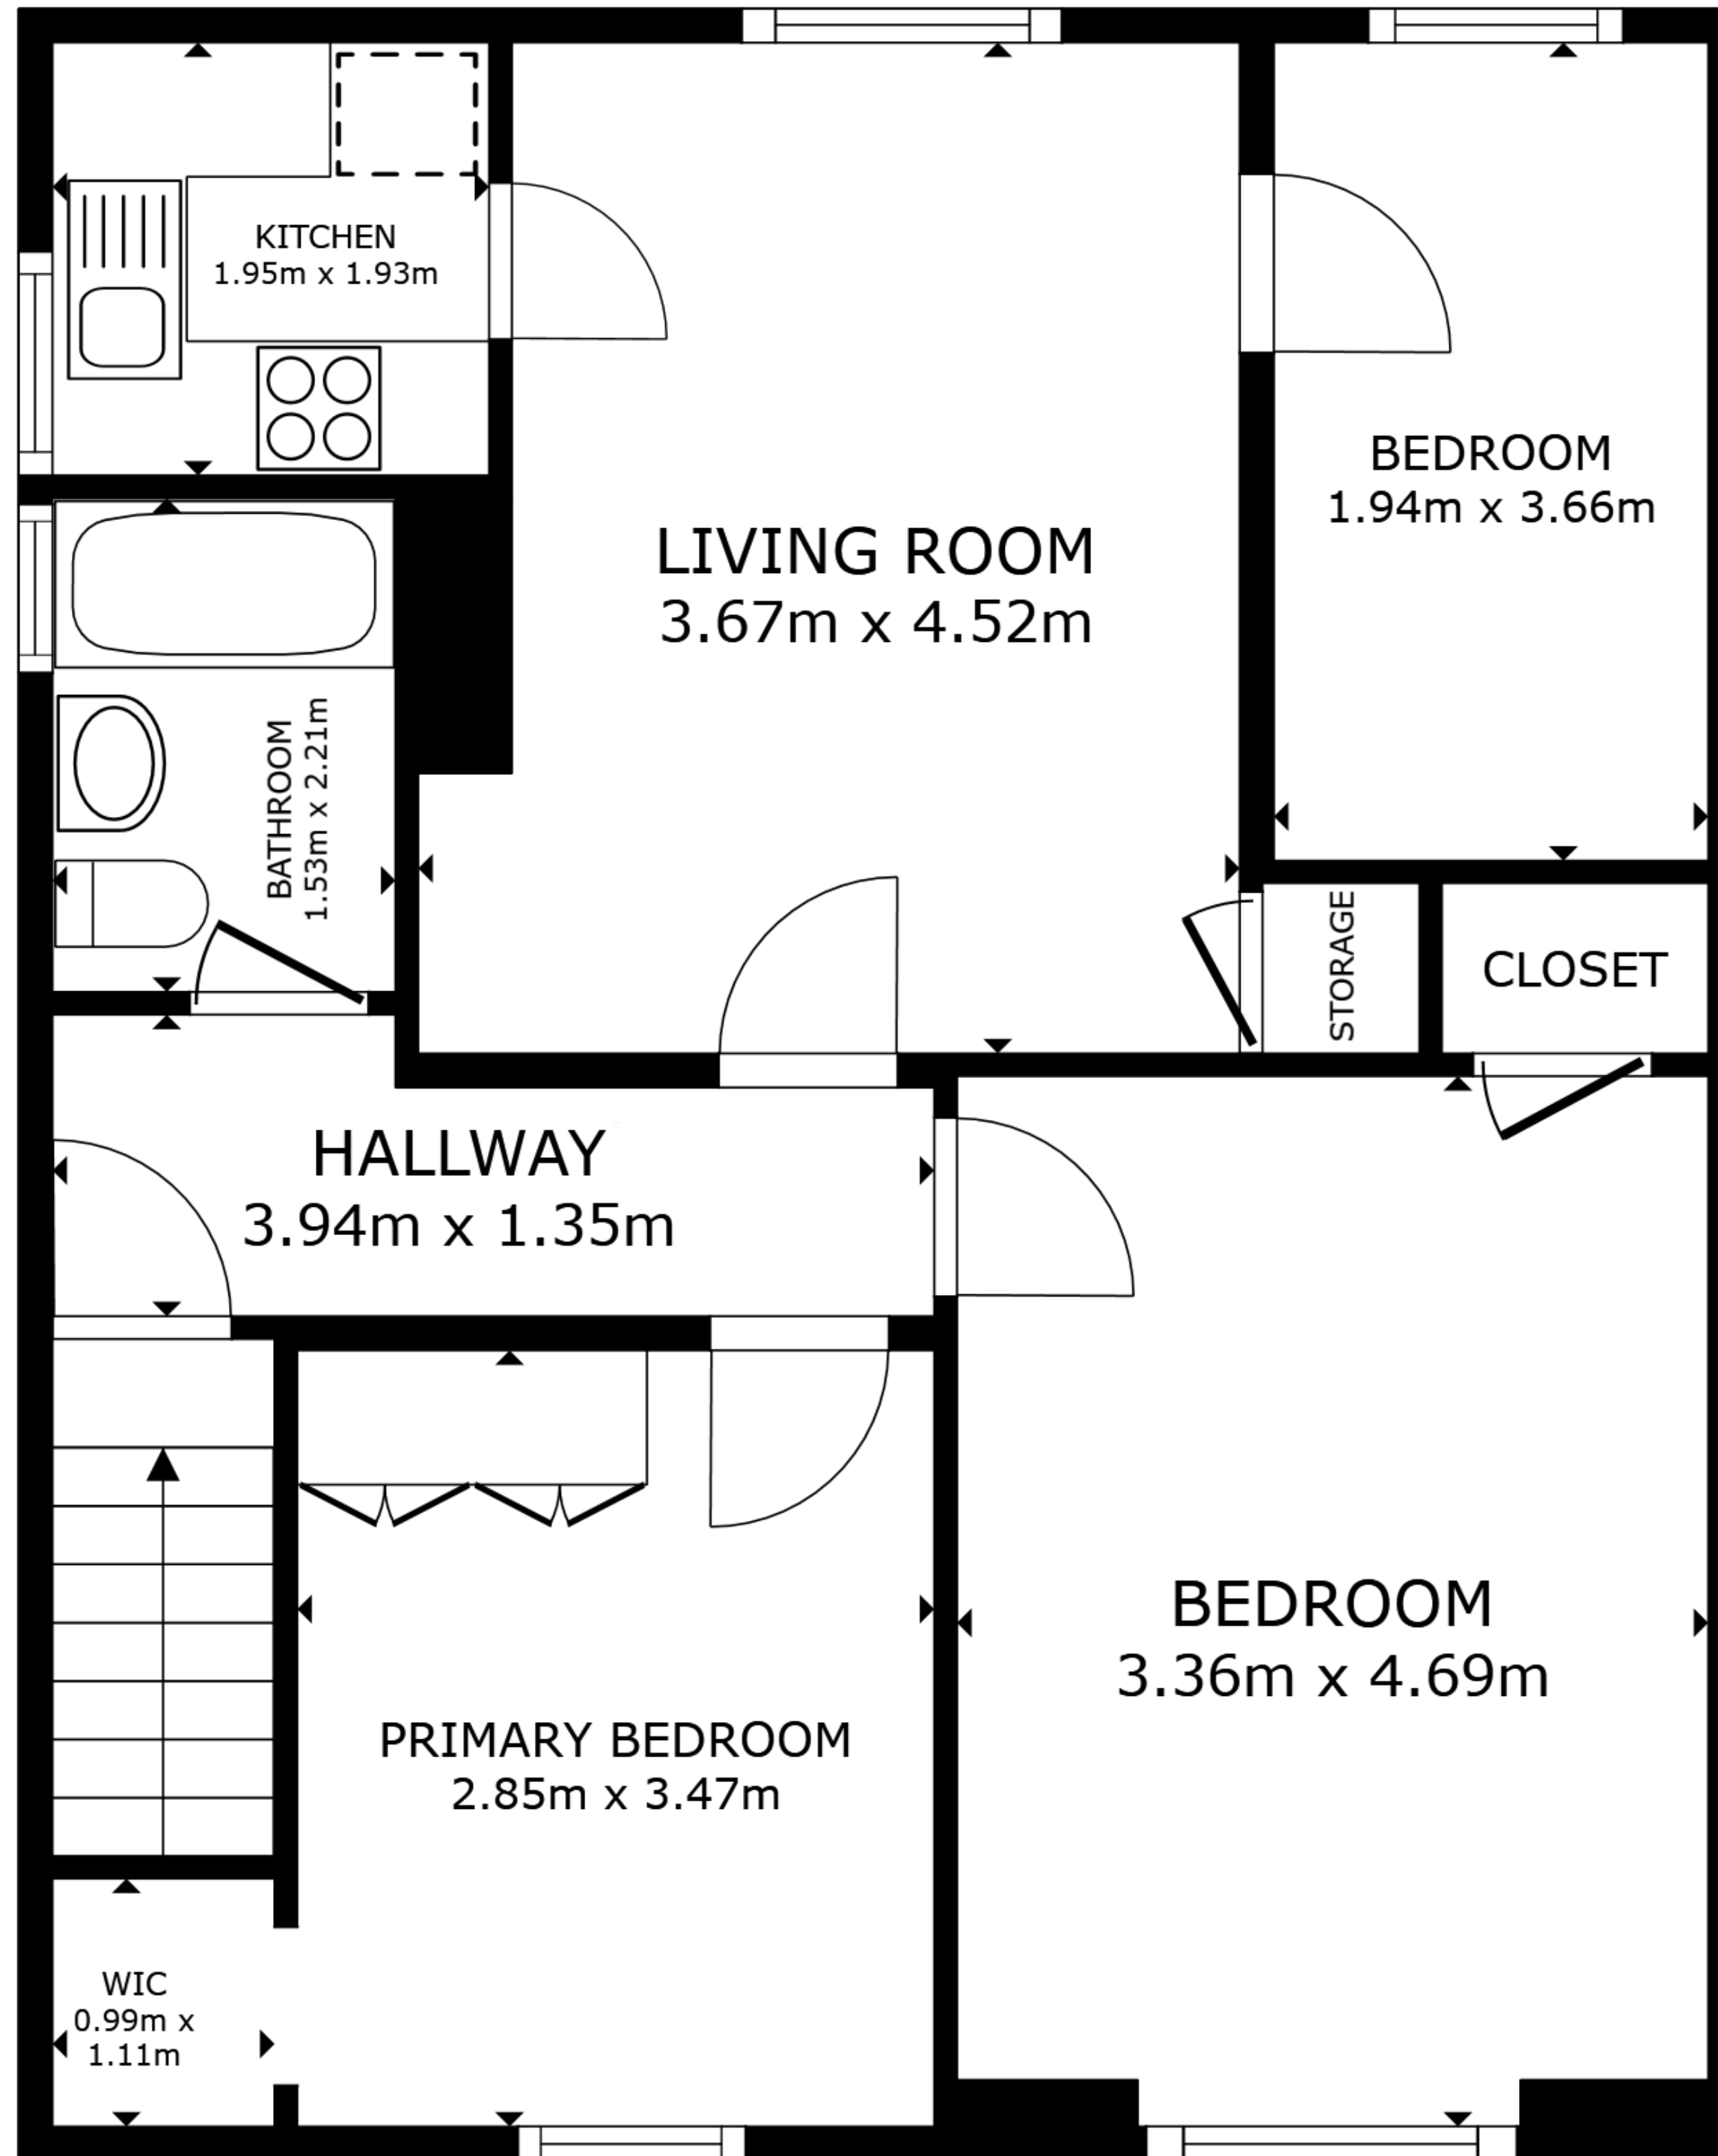 KITCHEN
1.95m x 1.93m
LIVING ROOM
3.67m x 4.52m
BEDROOM
1.94m x 3.66m
BATHROOM
1.53m x 2.21m
STORAGE
CLOSET
HALLWAY
3.94m x 1.35m
BEDROOM
3.36m x 4.69m
PRIMARY BEDROOM
2.85m x 3.47m
WIC
0.99m x
1.11m